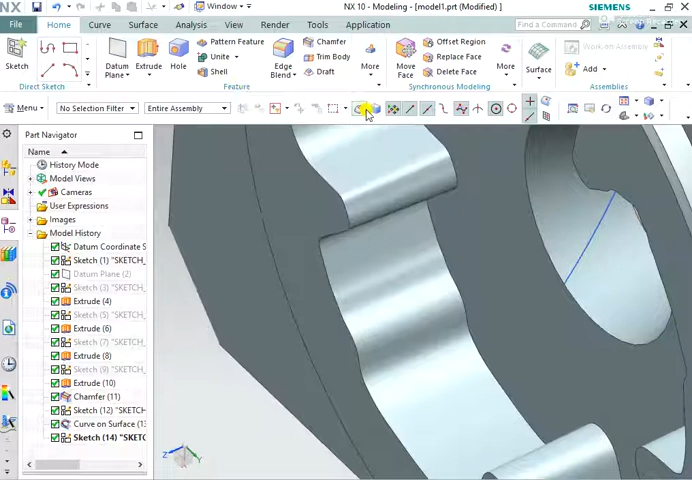 NX
Window
NX 10 - Modeling - [model1.prt (Modified) ]
SIEMENS
File
Home
Curve
Surface
Analysis
View
Render
Tools
Application
Find a Command
Sketch
Direct Sketch
Datum
Plane
Extrude
Hole
Pattern Feature
Unite
Shell
Edge
Blend
Chamfer
Trim Body
Draft
More
Feature
Move
Face
Offset Region
Replace Face
Delete Face
More
Synchronous Modeling
Surface
Work on Assembly
Add
Assemblies
Menu
No Selection Filter
Entire Assembly
Part Navigator
Name
History Mode
Model Views
Cameras
User Expressions
Images
Model History
Datum Coordinate S
Sketch (1) "SKETCH_
Datum Plane (2)
Sketch (3) "SKETCH_
Extrude (4)
Sketch (5) "SKETCH_
Extrude (6)
Sketch (7) "SKETCH_
Extrude (8)
Sketch (9) "SKETCH_
Extrude (10)
Chamfer (11)
Sketch (12) "SKETCH
Curve on Surface (13
Sketch (14) "SKETC
Z
Y